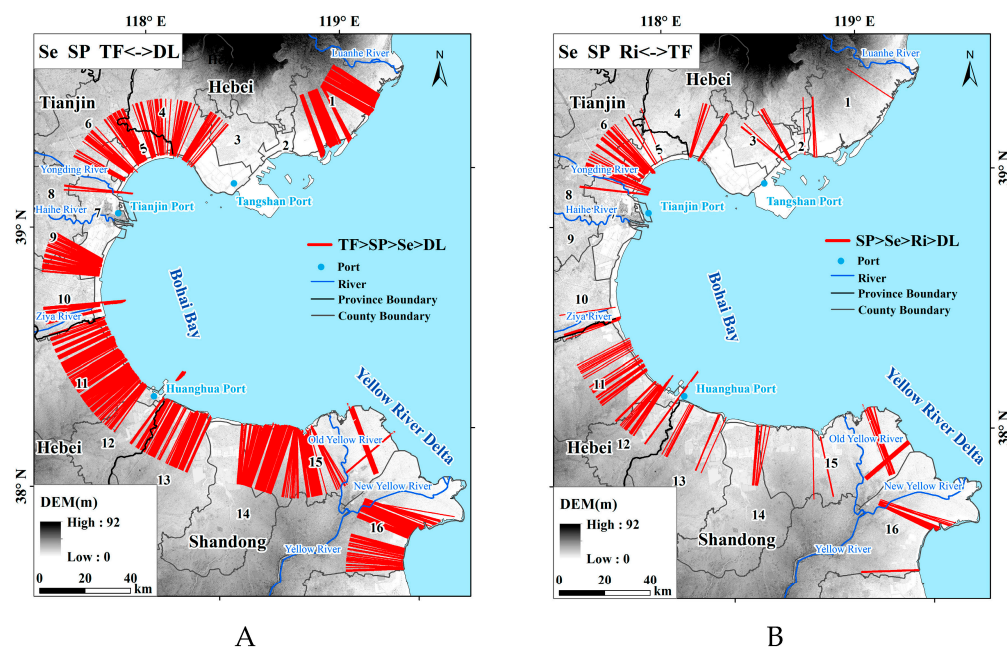 118° E
119° E
Se SP TF<->DL
Luanhe River
N
Hebei
Tianjin
1
4
6
3
2
5
Yongding River
8
Tangshan Port
Haihe River
7
Tianjin Port
39° N
9
TF>SP>Se>DL
Port
River
Province Boundary
County Boundary
Bohai Bay
10
Ziya River
11
Huanghua Port
Yellow River Delta
12
Old Yellow River
Hebei
15
38° N
13
New Yellow River
DEM(m)
High : 92
Low : 0
14
16
Shandong
Yellow River
0 20 40
km
A
118° E
119° E
Se SP Ri<->TF
Luanhe River
N
Hebei
Tianjin
1
4
6
3
2
5
39° N
Yongding River
8
Tangshan Port
Haihe River
7
Tianjin Port
9
SP>Se>Ri>DL
Port
River
Province Boundary
County Boundary
Bohai Bay
10
Ziya River
11
Huanghua Port
Yellow River Delta
12
38° N
Old Yellow River
Hebei
15
13
New Yellow River
DEM(m)
High : 92
Low : 0
14
16
Shandong
Yellow River
0 20 40
km
B